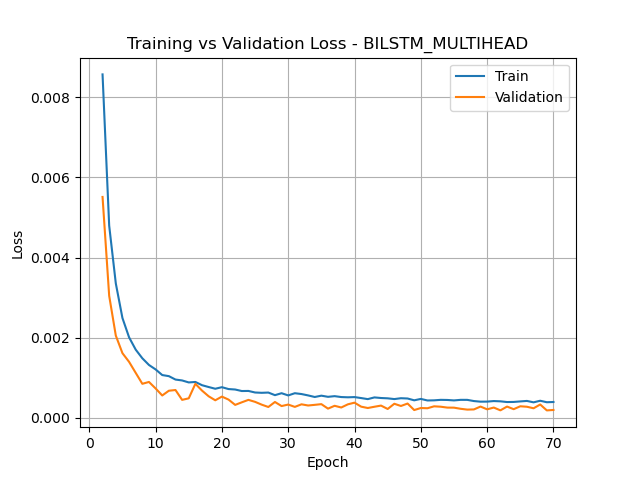 Training vs Validation Loss - BILSTM_MULTIHEAD
Train
Validation
0.008
0.006
0.004
0.002
0.000
Loss
0 10 20 30 40 50 60 70
Epoch